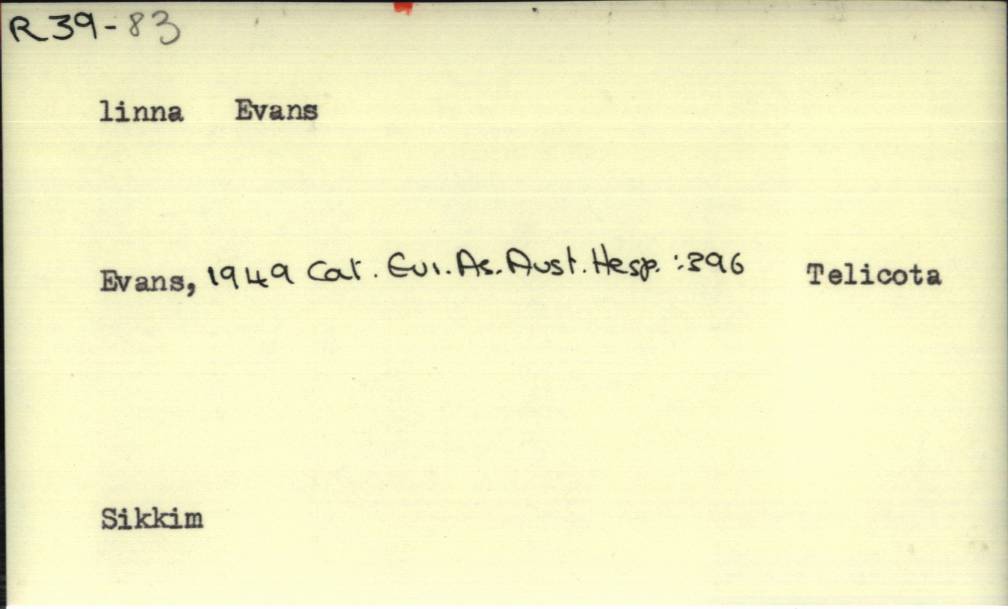 R39-83
linna Evans
Evans, 1949 Cat. Eur. As. Aust. Hesp. : 396 Telicota
Sikkim